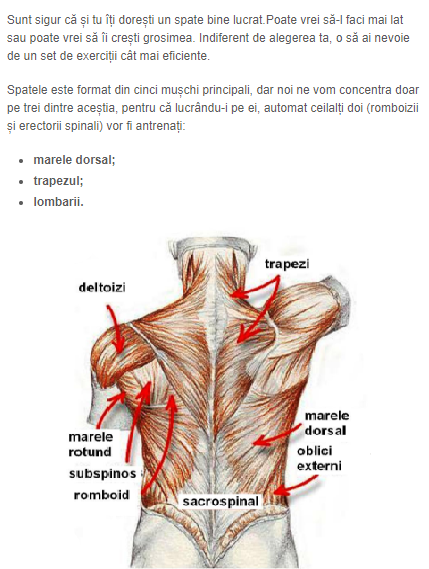 Sunt sigur că și tu îți dorești un spate bine lucrat.Poate vrei să-l faci mai lat
sau poate vrei să îi crești grosimea. Indiferent de alegerea ta, o să ai nevoie
de un set de exerciții cât mai eficiente.
Spatele este format din cinci mușchi principali, dar noi ne vom concentra doar
pe trei dintre aceștia, pentru că lucrându-i pe ei, automat ceilalți doi (romboizii
și erectorii spinali) vor fi antrenați:
marele dorsal;
trapezul;
lombarii.
trapezi
deltoizi
marele
dorsal
marele
rotund
oblici
externi
subspinos
romboid
sacrospinal